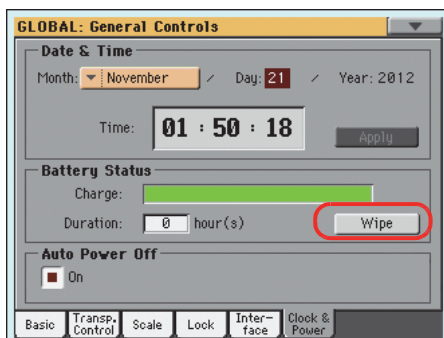 GLOBAL: General Controls
Date & Time
Month: November / Day: 21 / Year: 2012
Time: 01 : 50 : 18
Apply
Battery Status
Charge:
Duration: 0 hour(s) Wipe
Auto Power Off
On
Basic Transp. Control Scale Lock Inter- face Clock & Power